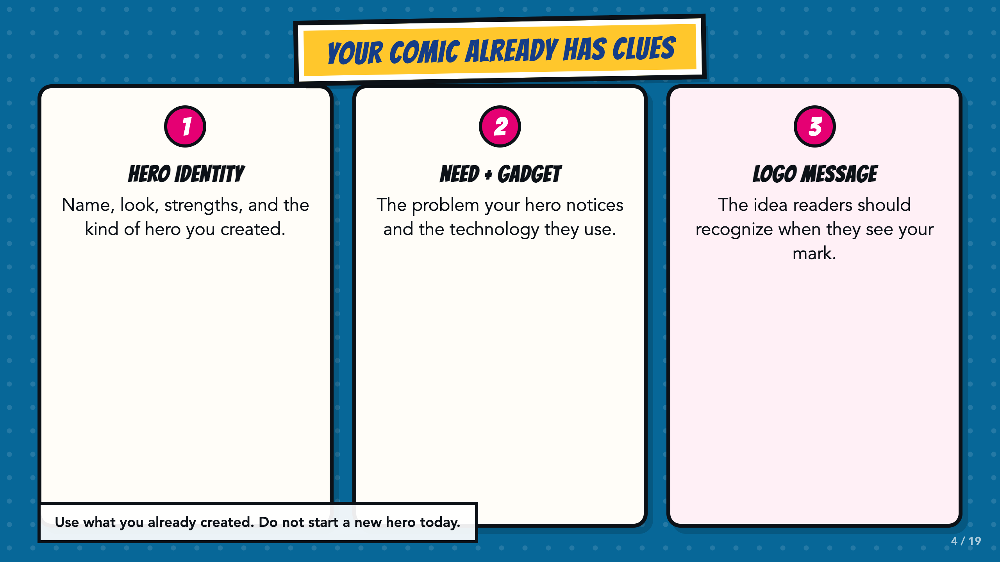 YOUR COMIC ALREADY HAS CLUES
1
HERO IDENTITY
Name, look, strengths, and the
kind of hero you created.
2
NEED + GADGET
The problem your hero notices
and the technology they use.
3
LOGO MESSAGE
The idea readers should
recognize when they see your
mark.
Use what you already created. Do not start a new hero today.
4 / 19